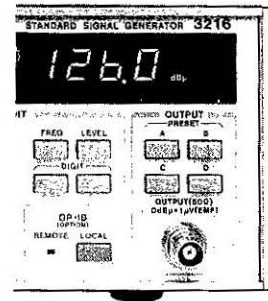 STANDARD SIGNAL GENERATOR 3216
126.0 dBμ
OUTPUT
PRESET
FREQ LEVEL A B
DIGIT C D
OUTPUT(50Ω)
0dBμ=1μV(EMF)
OP-1B
(OPTION)
REMOTE LOCAL